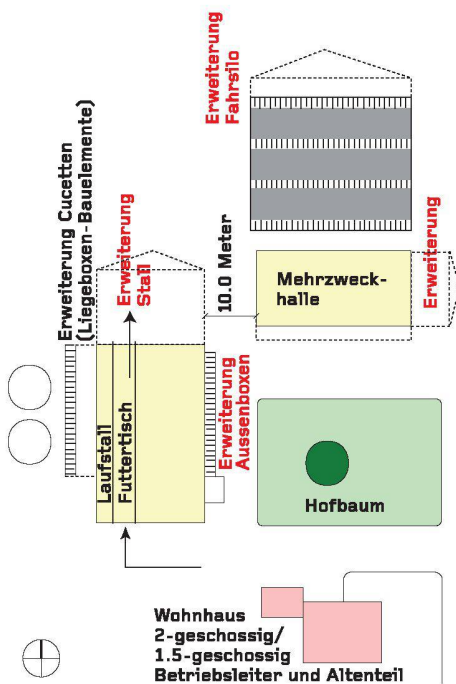 Erweiterung
Fahrsilo
Erweiterung Cucetten
(Liegeboxen-Bauelemente)
Erweiterung
Stall
10.0 Meter
Mehrzweck-
halle
Erweiterung
Laufstall
Futtertisch
Erweiterung
Aussenboxen
Hofbaum
Wohnhaus
2-geschossig/
1.5-geschossig
Betriebsleiter und Altenteil